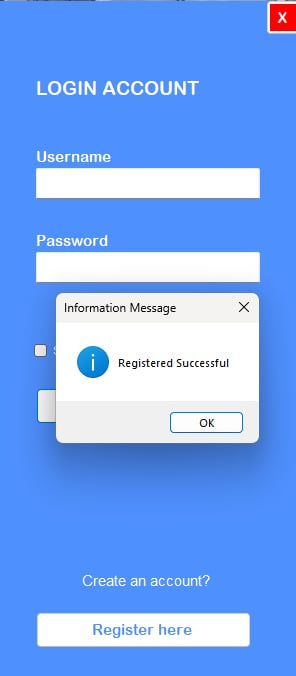 X
LOGIN ACCOUNT
Username
Password
Information Message
Registered Successful
OK
Create an account?
Register here